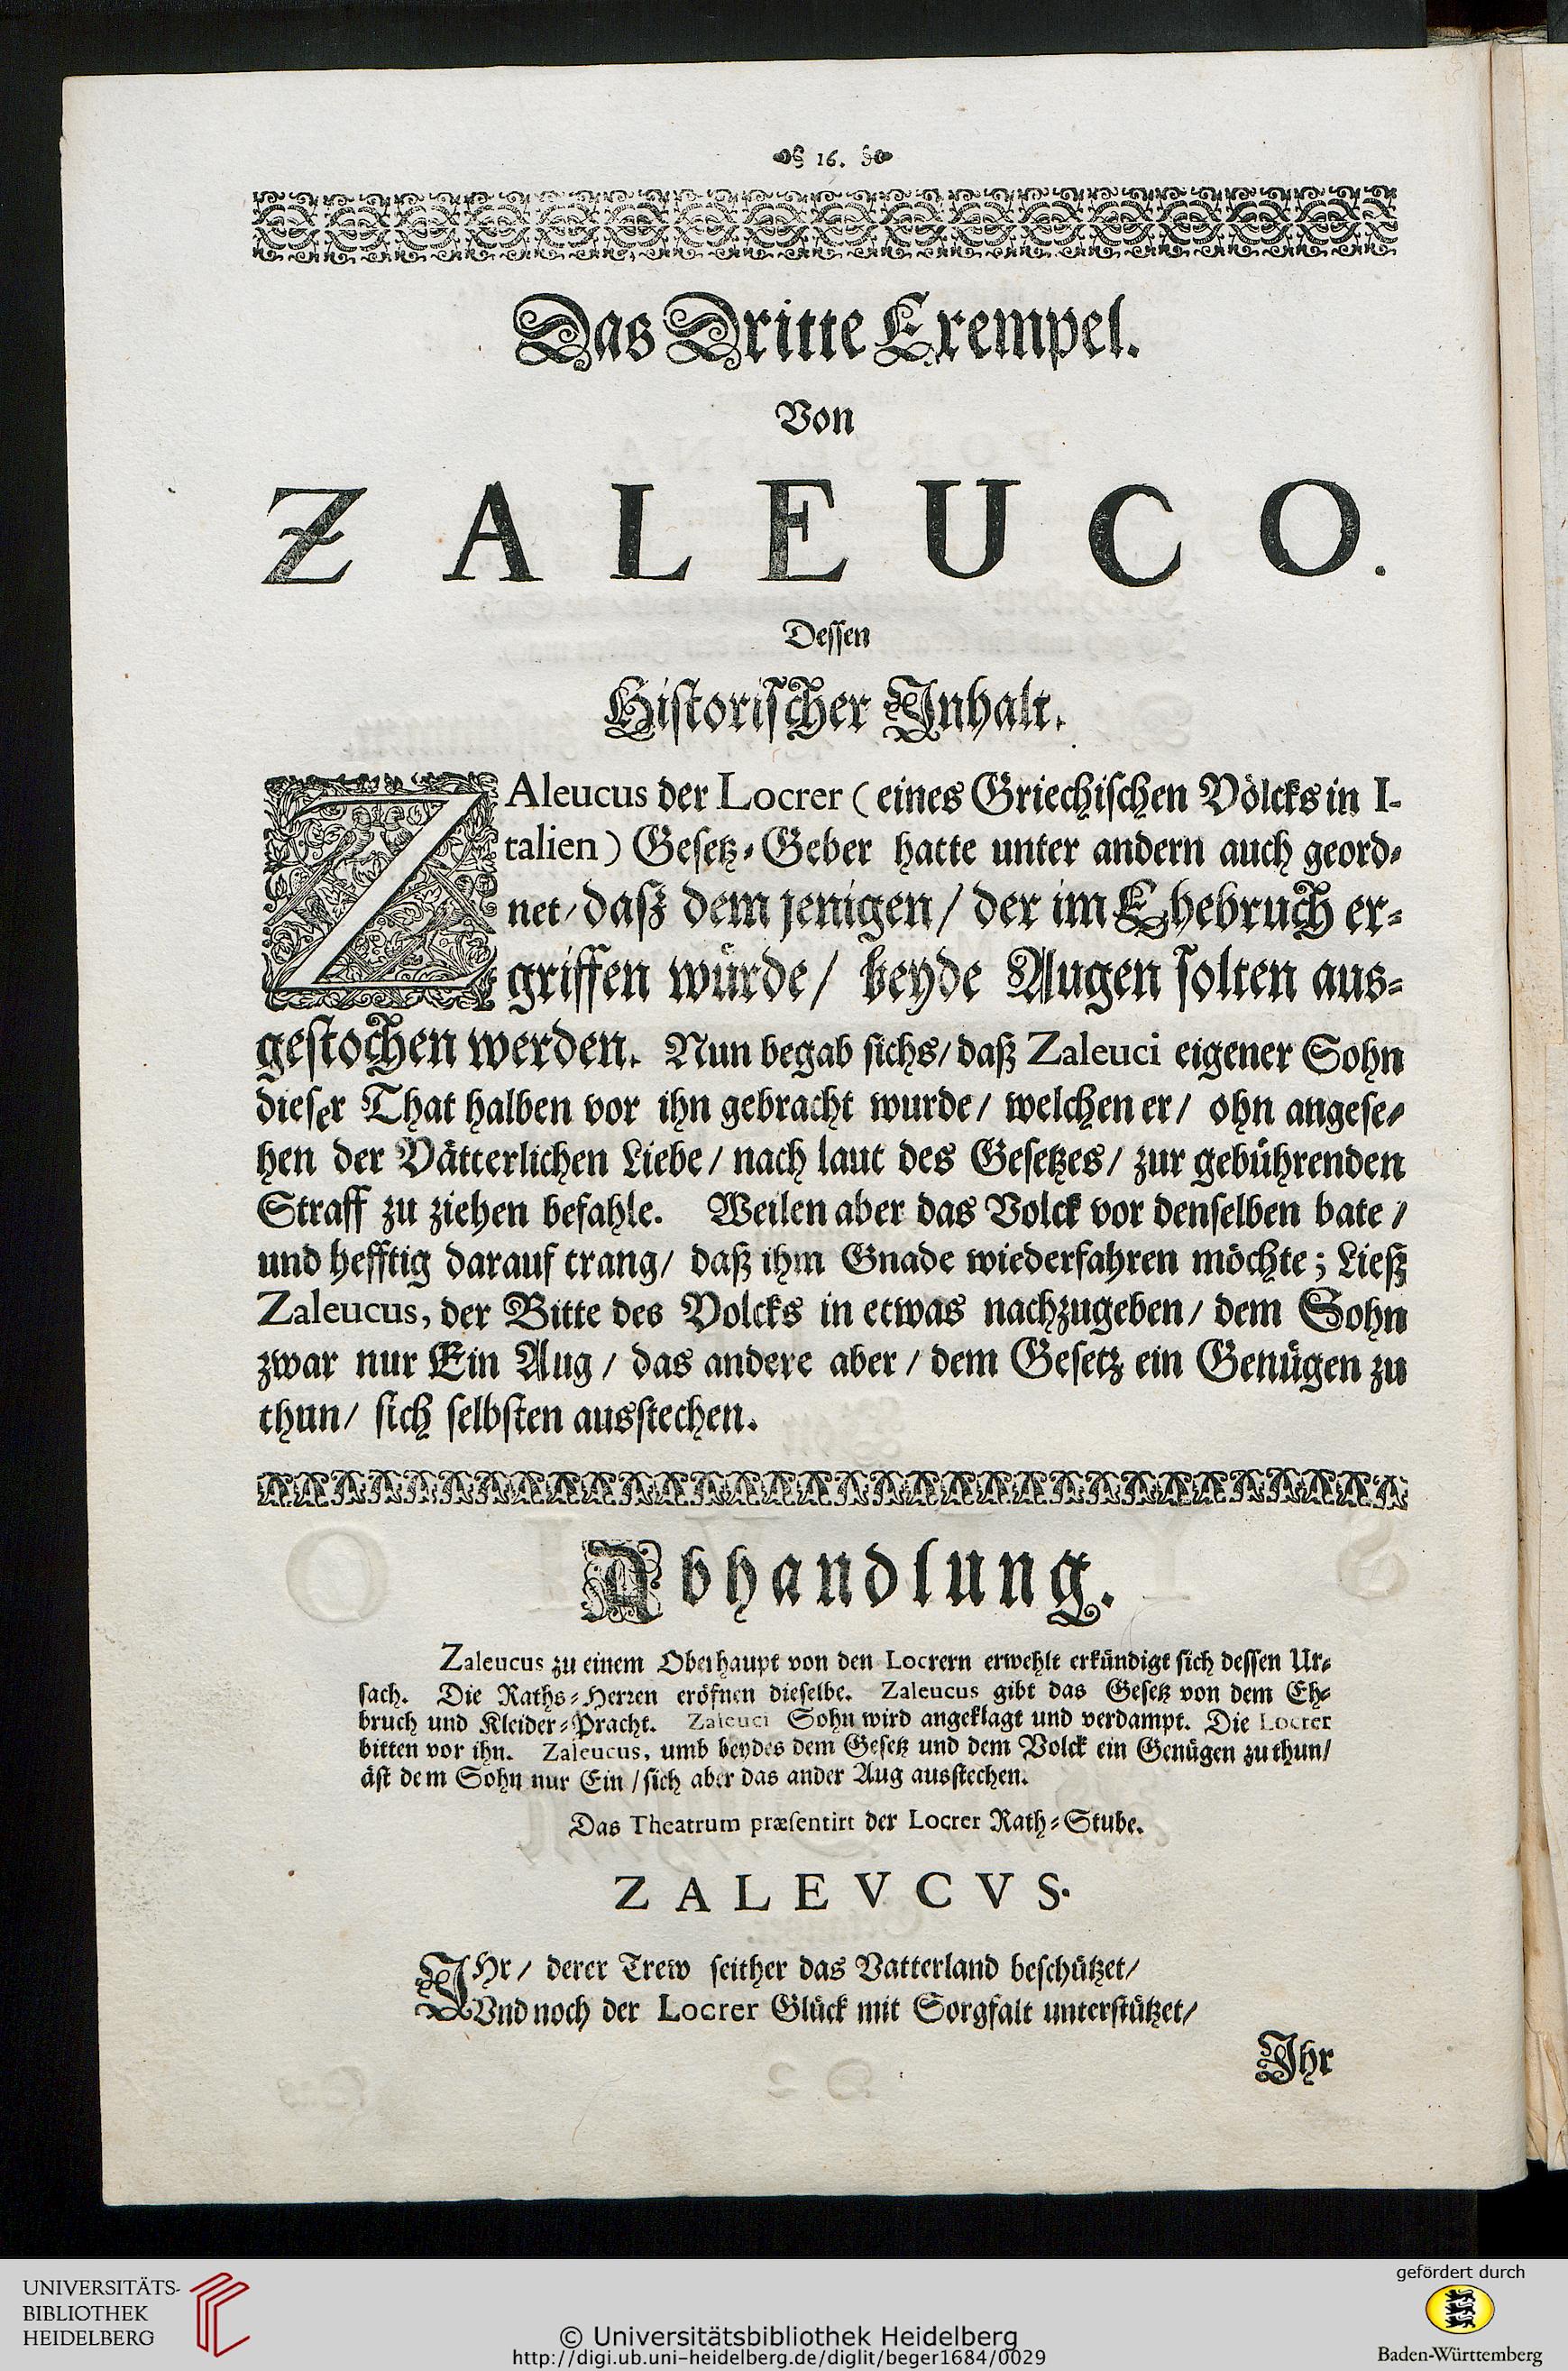 16.
Das Dritte Exempel.
Von
ZALEUCO.
Dessen
Historischer Inhalt.
ZAleucus der Locrer (eines Griechischen Völcks in I-
talien) Gesetz-Geber hatte unter andern auch geord-
net/ daß dem jenigen/ der im Ehebruch er-
griffen würde/ beyde Augen solten aus-
gestochen werden. Nun begab sichs/ daß Zaleuci eigener Sohn
dieser That halben vor ihn gebracht wurde/ welchen er/ ohn angese-
hen der Vätterlichen Liebe/ nach laut des Gesetzes/ zur gebührenden
Straff zu ziehen befahle. Weilen aber das Volck vor denselben bate/
und hefftig darauf trang/ daß ihm Gnade wiederfahren möchte; Ließ
Zaleucus, der Bitte des Volcks in etwas nachzugeben/ dem Sohn
zwar nur Ein Aug/ das andere aber/ dem Gesetz ein Genügen zu
thun/ sich selbsten ausstechen.
Abhandlung.
Zaleucus zu einem Oberhaupt von den Locrern erwehlt erkündigt sich dessen Ur-
sach. Die Raths-Herren eröfnen dieselbe. Zaleucus gibt das Gesetz von dem Eh-
bruch und Kleider-Pracht. Zaleuci Sohn wird angeklagt und verdampt. Die Locrer
bitten vor ihn. Zaleucus, umb beydes dem Gesetz und dem Volck ein Genügen zu thun/
äst dem Sohn nur Ein/ sich aber das ander Aug ausstechen.
Das Theatrum præsentirt der Locrer Rath-Stube.
ZALEVCVS.
IHr/ derer Trew seither das Vatterland beschützet/
Vnd noch der Locrer Glück mit Sorgfalt unterstützet/
Ihr
UNIVERSITÄTS-
BIBLIOTHEK
HEIDELBERG
© Universitätsbibliothek Heidelberg
http://digi.ub.uni-heidelberg.de/diglit/beger1684/0029
gefördert durch
Baden-Württemberg